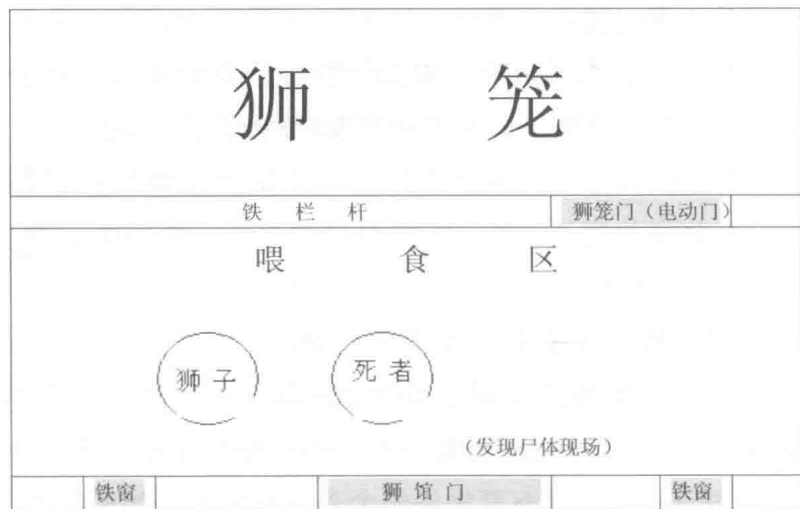 狮 笼
铁 栏 杆 狮笼门（电动门）
喂 食 区
狮 子 死 者
（发现尸体现场）
铁窗 狮 馆 门 铁窗